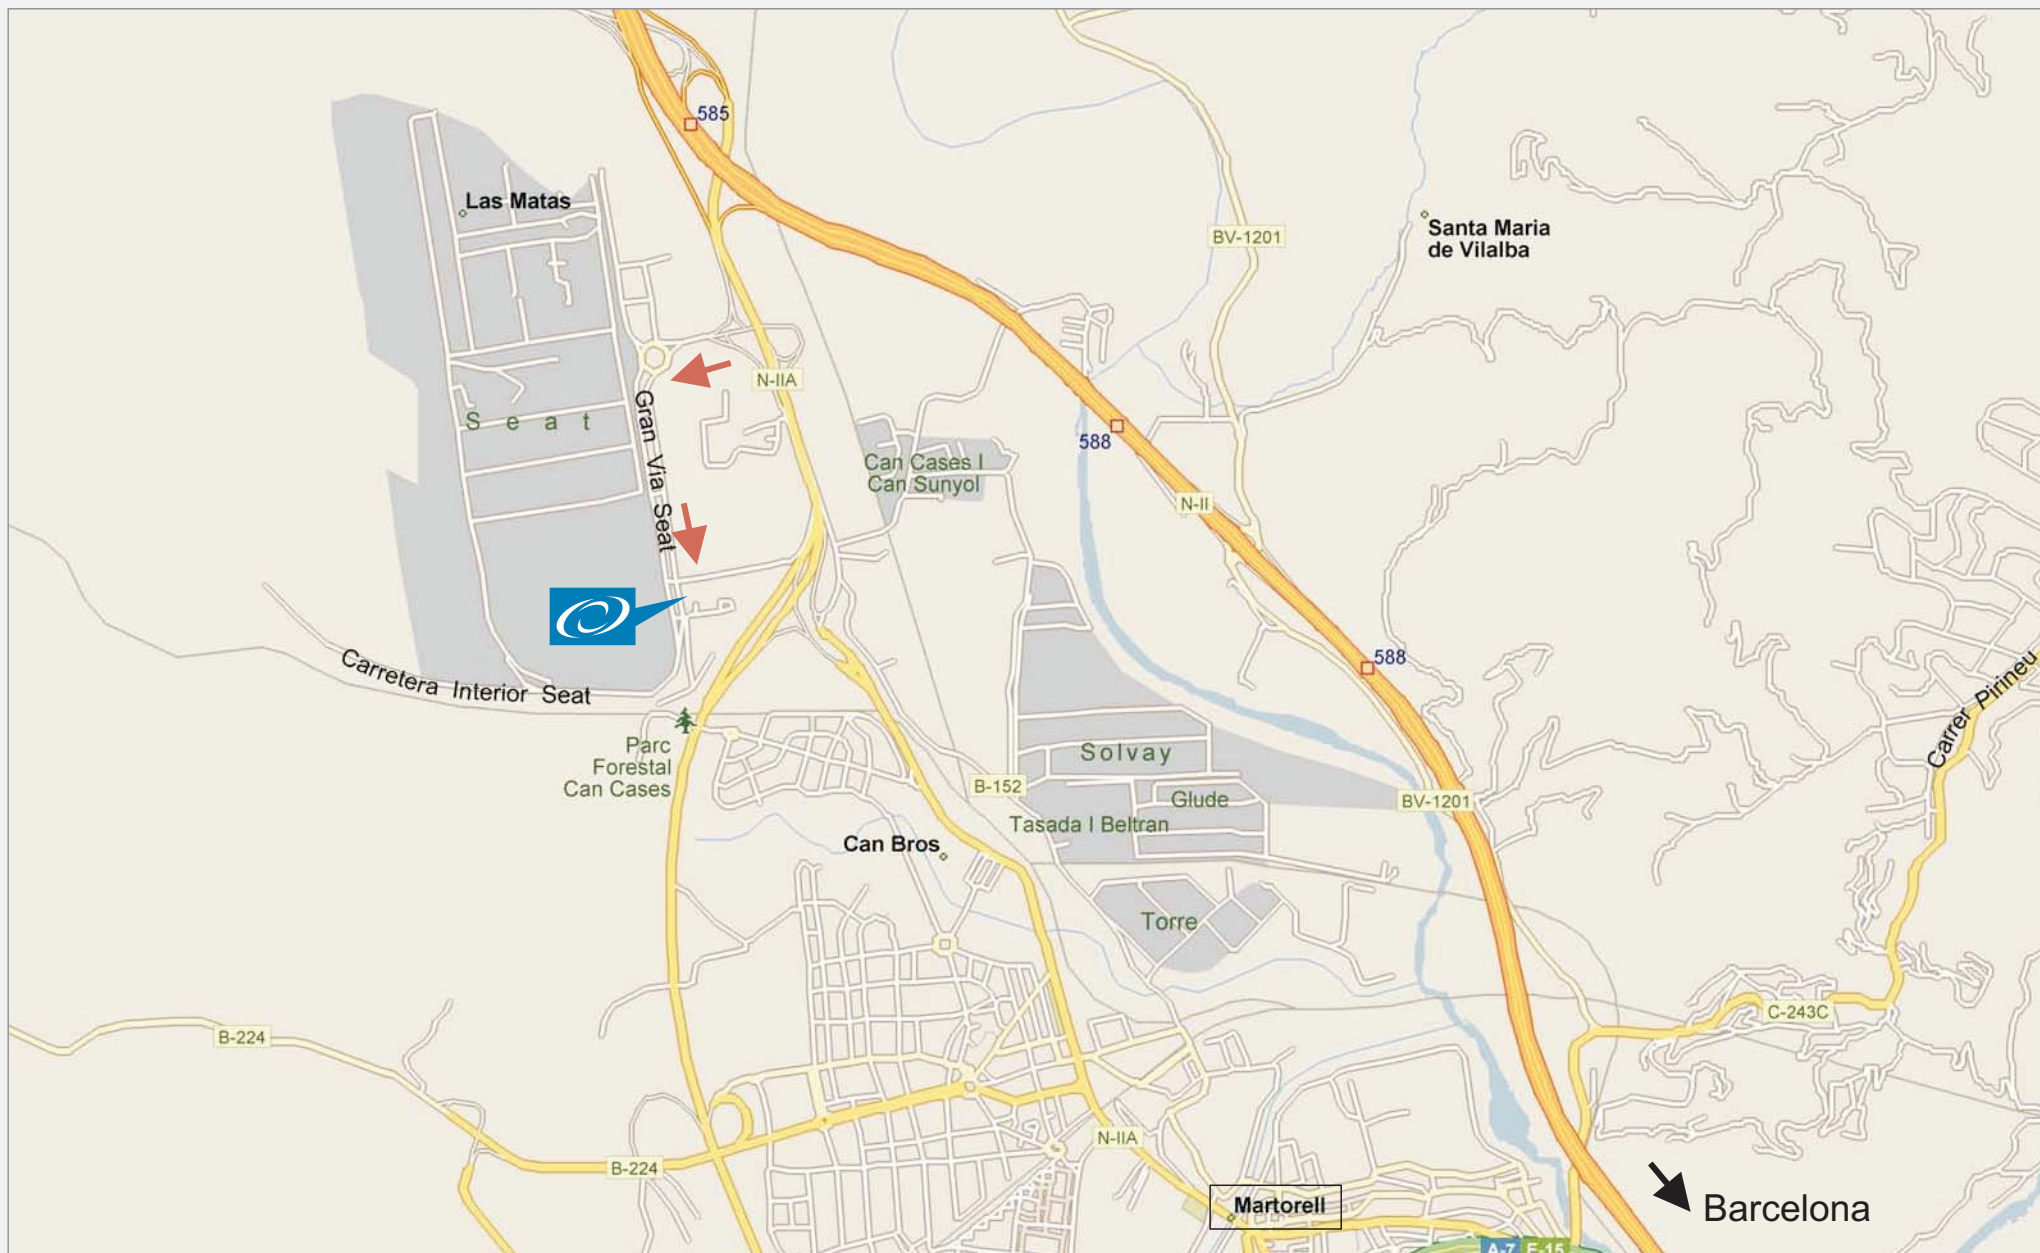 585
Las Matas
Santa Maria
de Vilalba
BV-1201
N-IIA
Gran Via Seat
Seat
588
Can Cases I
Can Sunyol
N-II
588
Carretera Interior Seat
Carrer Pirineu
Parc
Forestal
Can Cases
Solvay
B-152
Glude
BV-1201
Tasada I Beltran
Can Bros
Torre
C-243C
B-224
N-IIA
B-224
Martorell
Barcelona
A-7 E-15